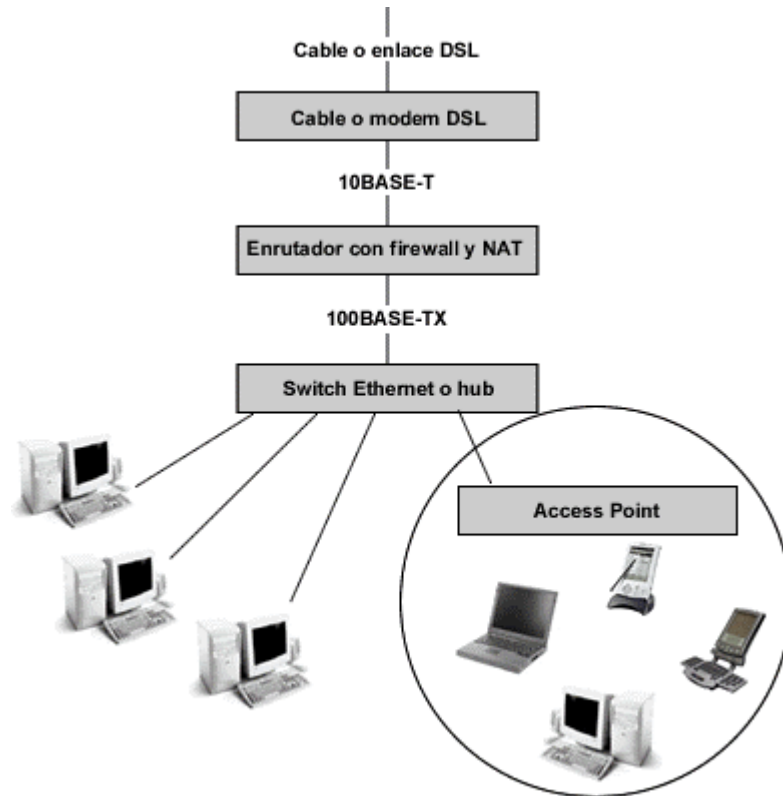 Cable o enlace DSL
Cable o modem DSL
10BASE-T
Enrutador con firewall y NAT
100BASE-TX
Switch Ethernet o hub
Access Point